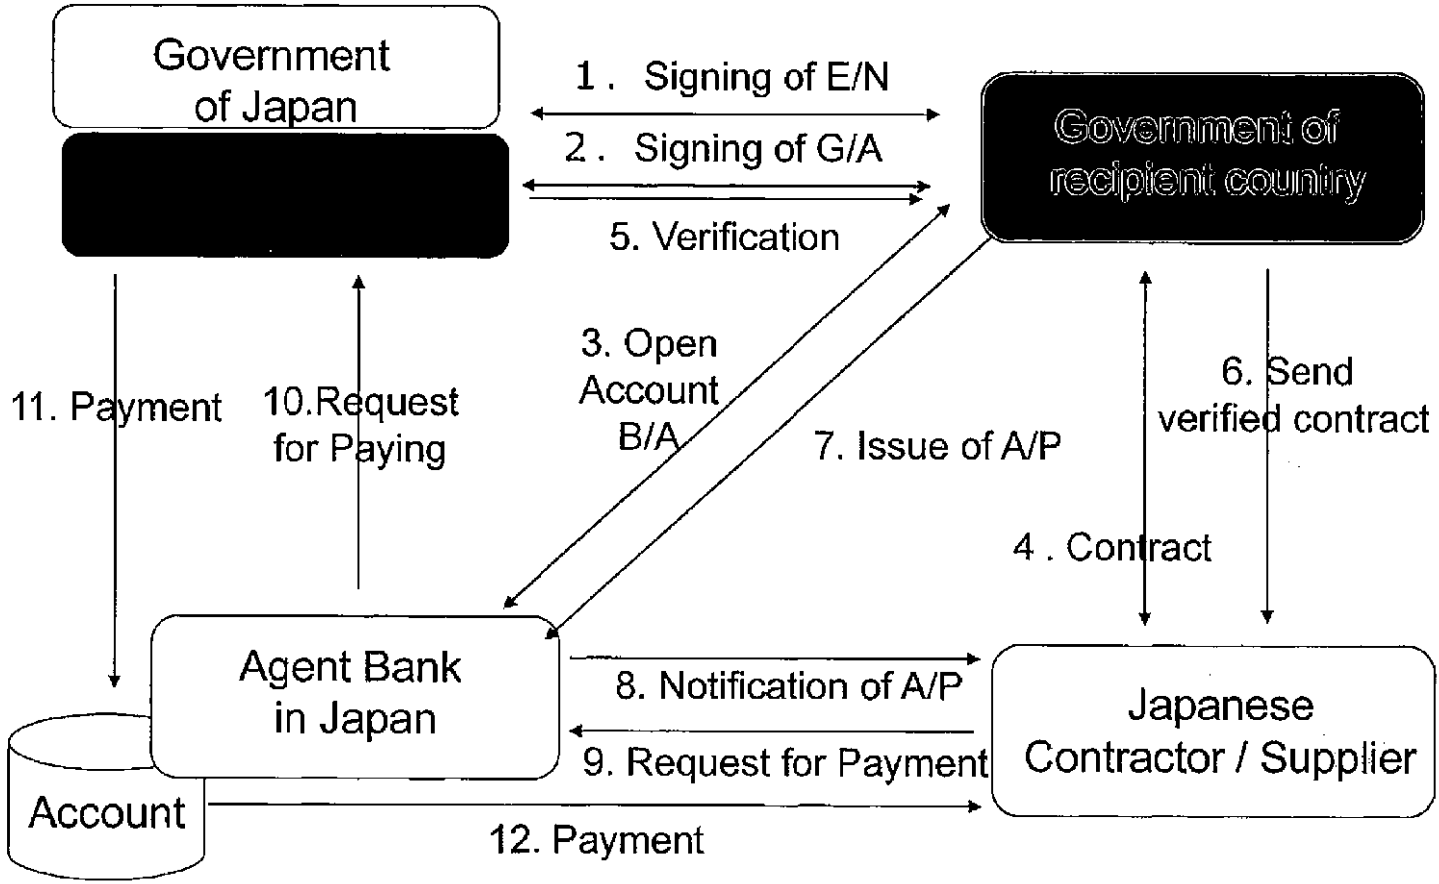 Government
of Japan
1. Signing of E/N
2. Signing of G/A
Government of
recipient country
5. Verification
3. Open
Account
B/A
6. Send
verified contract
11. Payment
10.Request
for Paying
7. Issue of A/P
4 . Contract
Agent Bank
in Japan
8. Notification of A/P
Japanese
Contractor / Supplier
9. Request for Payment
Account
12. Payment